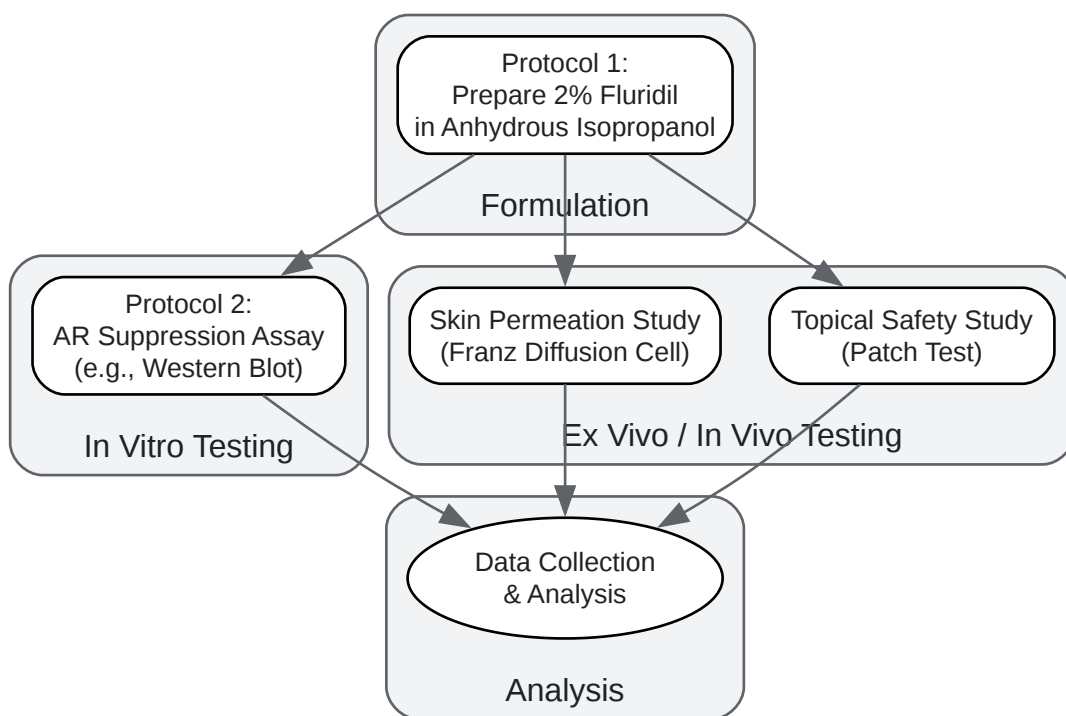 Protocol 1:
Prepare 2% Fluridil
in Anhydrous Isopropanol
Formulation
Protocol 2:
AR Suppression Assay
(e.g., Western Blot)
In Vitro Testing
Skin Permeation Study
(Franz Diffusion Cell)
Topical Safety Study
(Patch Test)
Ex Vivo / In Vivo Testing
Data Collection
& Analysis
Analysis